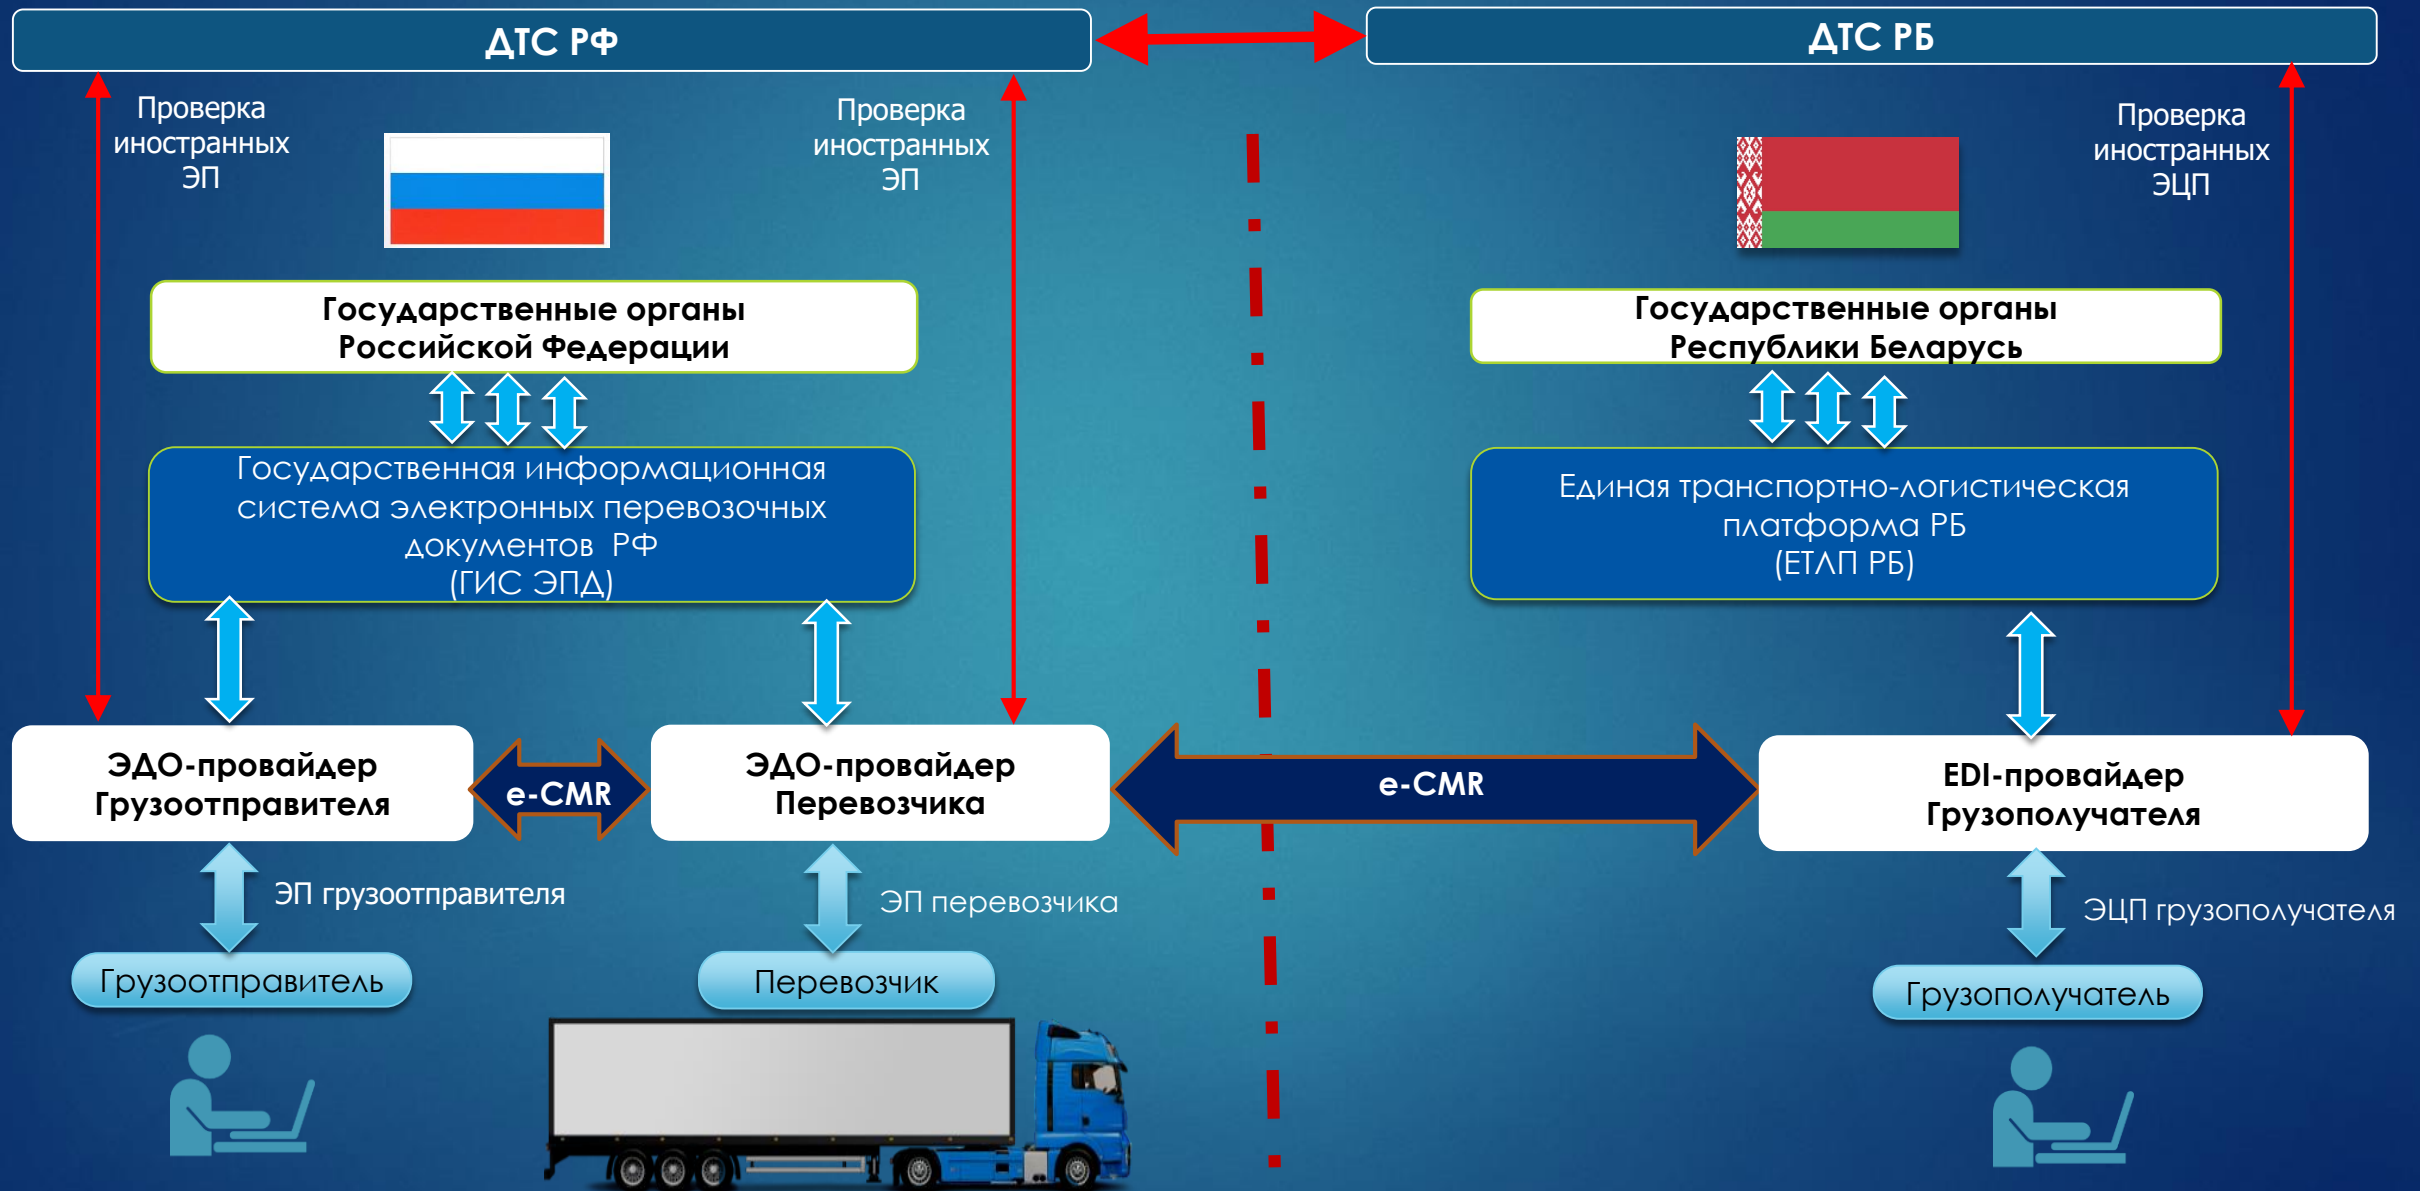 ДТС РФ
ДТС РБ
Проверка
иностранных
ЭП
Проверка
иностранных
ЭП
Проверка
иностранных
ЭЦП
Государственные органы
Российской Федерации
Государственные органы
Республики Беларусь
Государственная информационная
система электронных перевозочных
документов РФ
(ГИС ЭПД)
Единая транспортно-логистическая
платформа РБ
(ЕТЛП РБ)
ЭДО-провайдер
Грузоотправителя
e-CMR
ЭДО-провайдер
Перевозчика
e-CMR
EDI-провайдер
Грузополучателя
ЭП грузоотправителя
ЭП перевозчика
ЭЦП грузополучателя
Грузоотправитель
Перевозчик
Грузополучатель